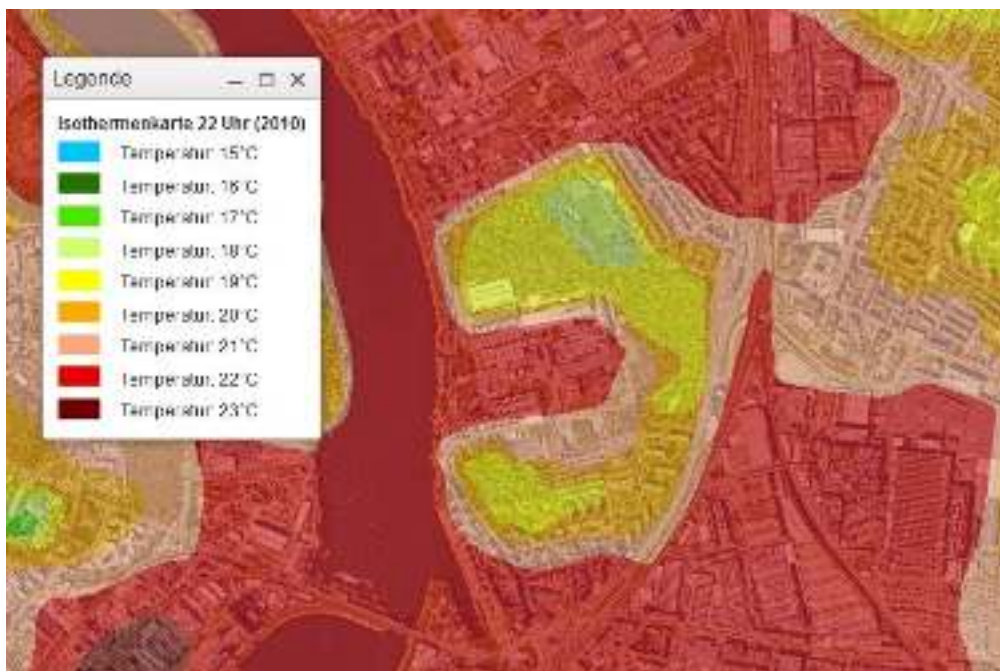 Legende
Isothermenkarte 22 Uhr (2010)
Temperatur: 15°C
Temperatur: 16°C
Temperatur: 17°C
Temperatur: 18°C
Temperatur: 19°C
Temperatur: 20°C
Temperatur: 21°C
Temperatur: 22°C
Temperatur: 23°C